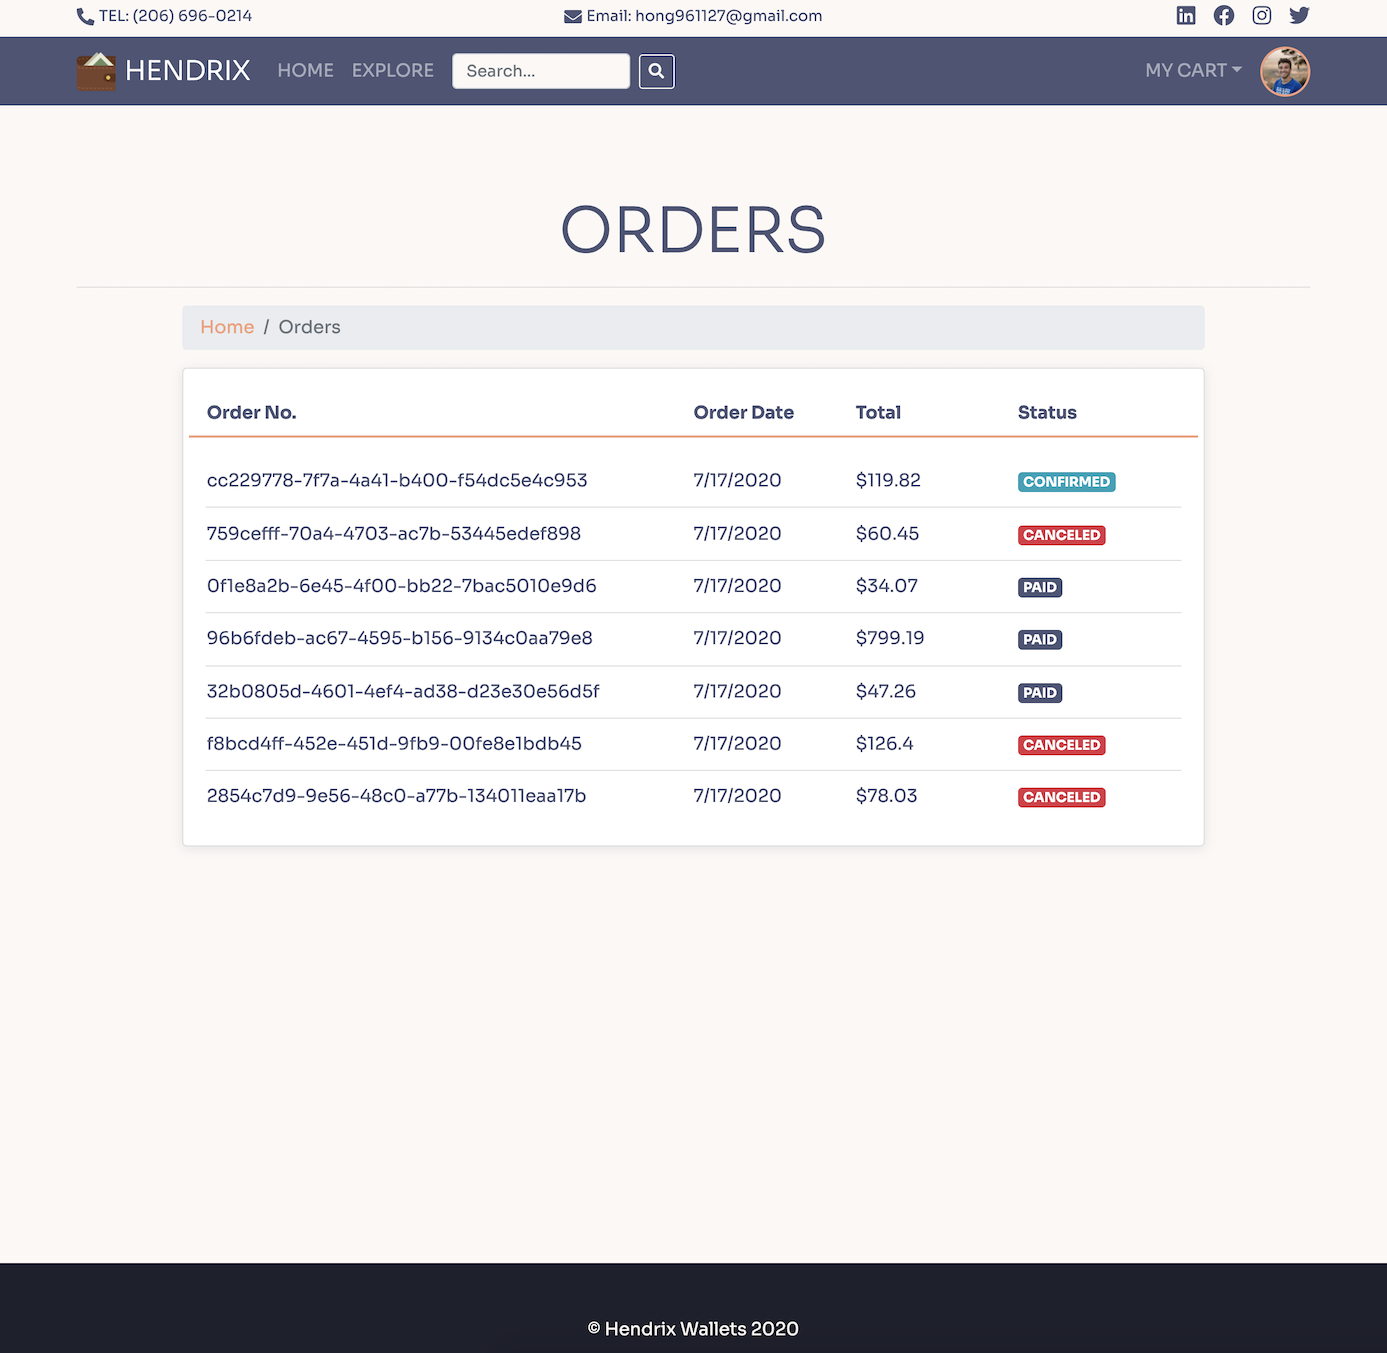 TEL: (206) 696-0214 Email: hong961127@gmail.com
HENDRIX HOME EXPLORE Search... MY CART
ORDERS
Home / Orders
Order No. Order Date Total Status
cc229778-7f7a-4a41-b400-f54dc5e4c953 7/17/2020 $119.82 CONFIRMED
759cefff-70a4-4703-ac7b-53445edef898 7/17/2020 $60.45 CANCELED
0f1e8a2b-6e45-4f00-bb22-7bac5010e9d6 7/17/2020 $34.07 PAID
96b6fdeb-ac67-4595-b156-9134c0aa79e8 7/17/2020 $799.19 PAID
32b0805d-4601-4ef4-ad38-d23e30e56d5f 7/17/2020 $47.26 PAID
f8bcd4ff-452e-451d-9fb9-00fe8e1bdb45 7/17/2020 $126.4 CANCELED
2854c7d9-9e56-48c0-a77b-134011eaa17b 7/17/2020 $78.03 CANCELED
© Hendrix Wallets 2020